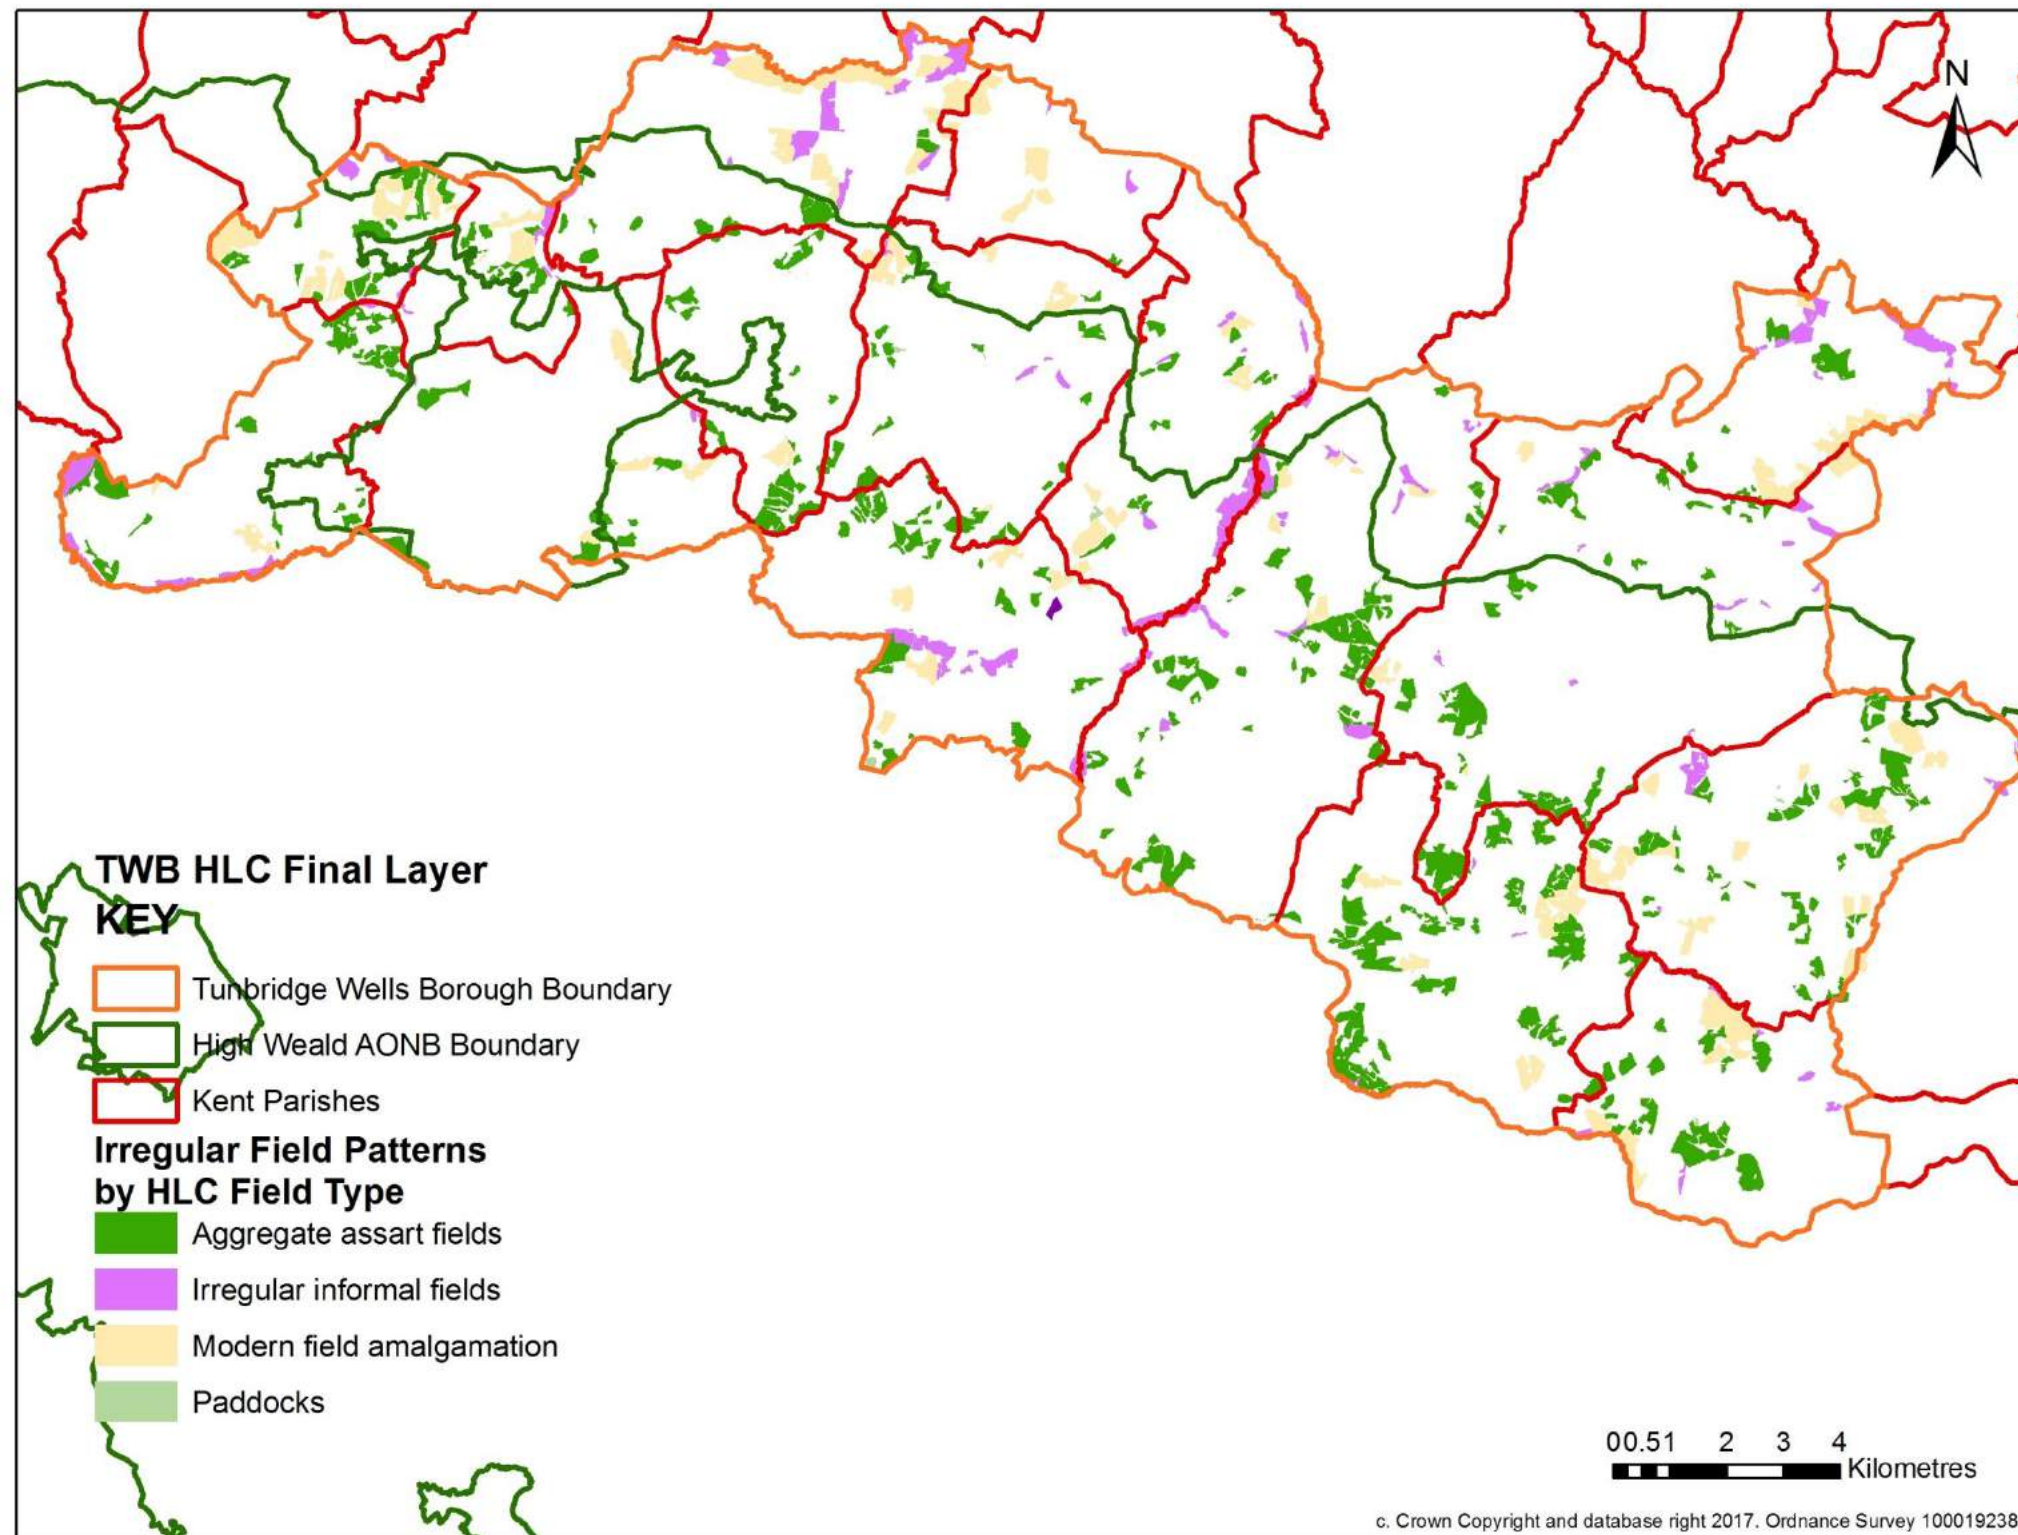 N
TWB HLC Final Layer
KEY
Tunbridge Wells Borough Boundary
High Weald AONB Boundary
Kent Parishes
Irregular Field Patterns
by HLC Field Type
Aggregate assart fields
Irregular informal fields
Modern field amalgamation
Paddocks
00.51 2 3 4
Kilometres
c. Crown Copyright and database right 2017. Ordnance Survey 100019238